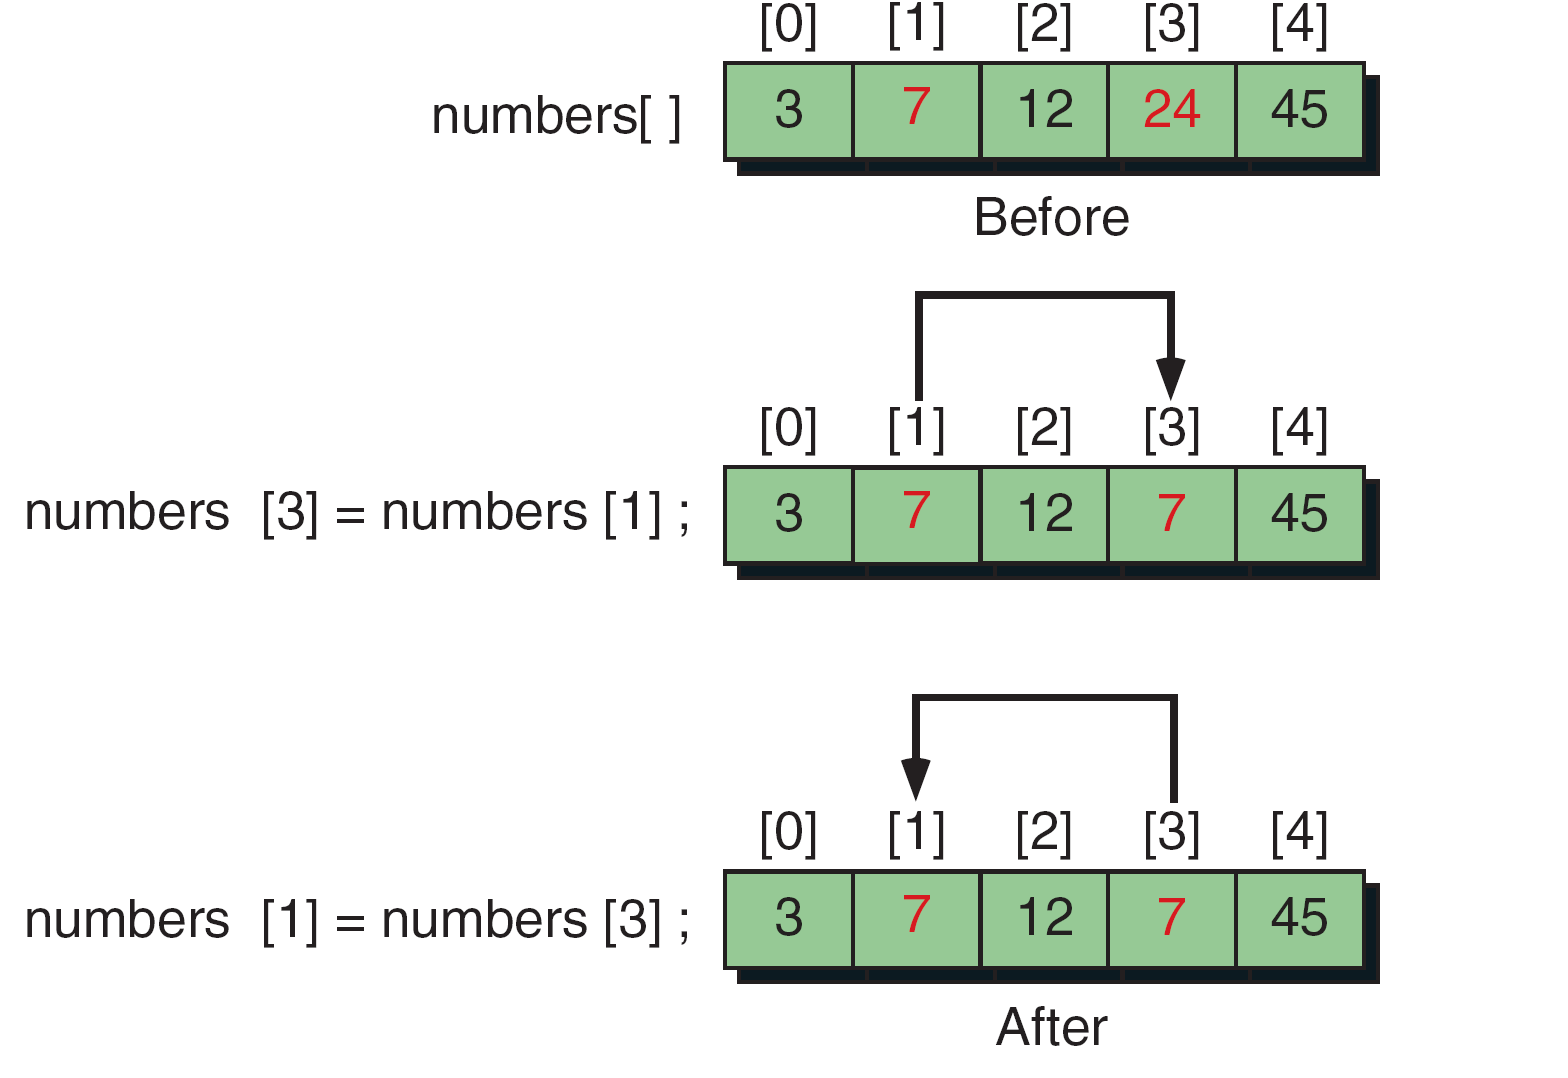 [0] [1] [2] [3] [4]
numbers[ ] 3 7 12 24 45
Before
[0] [1] [2] [3] [4]
numbers [3] = numbers [1] ; 3 7 12 7 45
[0] [1] [2] [3] [4]
numbers [1] = numbers [3] ; 3 7 12 7 45
After